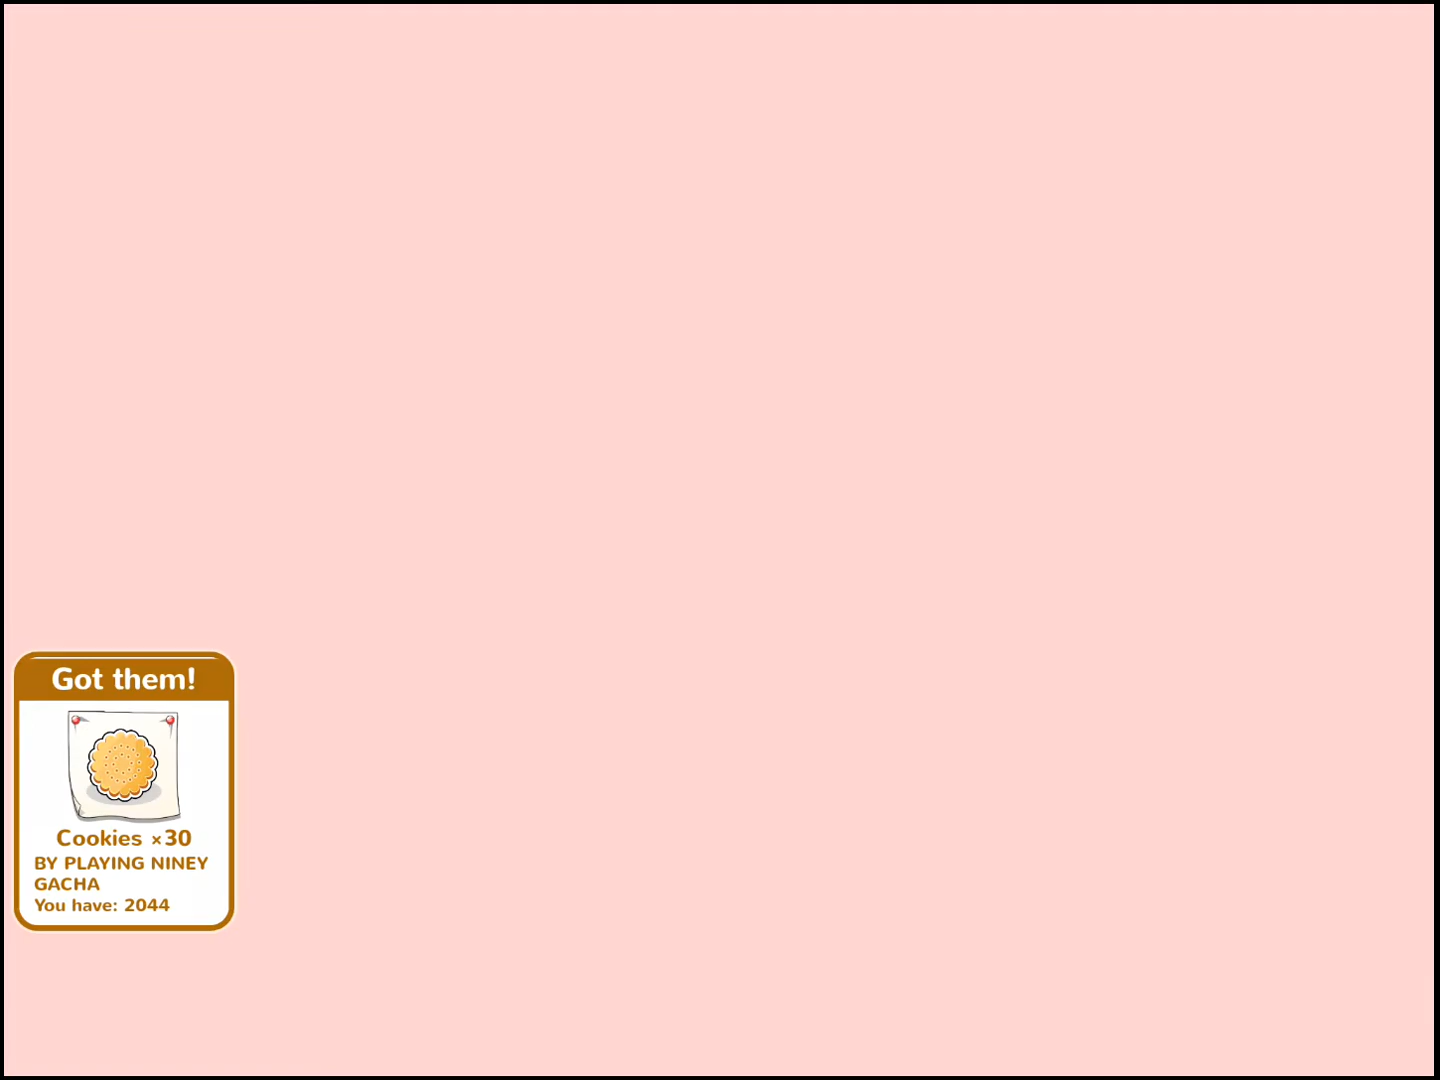 Got them!
Cookies ×30
BY PLAYING NINEY
GACHA
You have: 2044